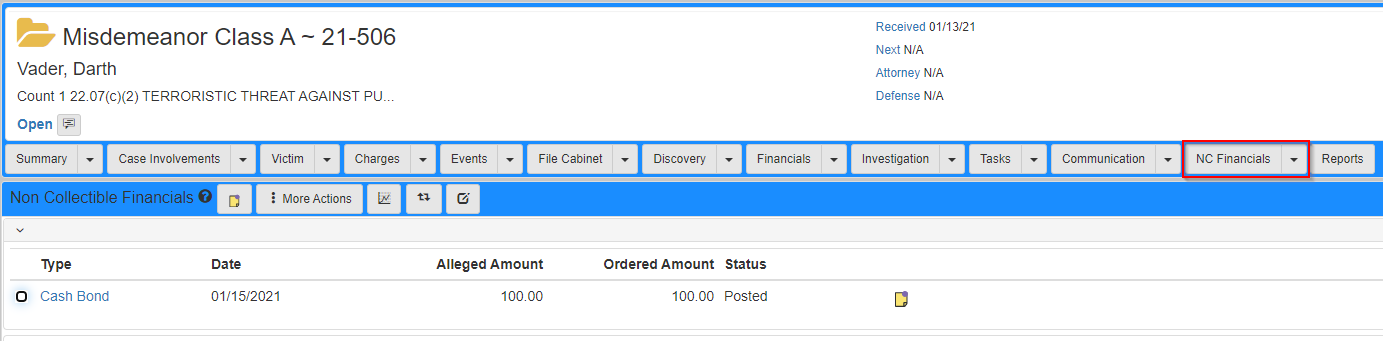 Misdemeanor Class A ~ 21-506
Vader, Darth
Count 1 22.07(c)(2) TERRORISTIC THREAT AGAINST PU...
Open
Received 01/13/21
Next N/A
Attorney N/A
Defense N/A
Summary Case Involvements Victim Charges Events File Cabinet Discovery Financials Investigation Tasks Communication NC Financials Reports
Non Collectible Financials ? More Actions
Type Date Alleged Amount Ordered Amount Status
Cash Bond 01/15/2021 100.00 100.00 Posted